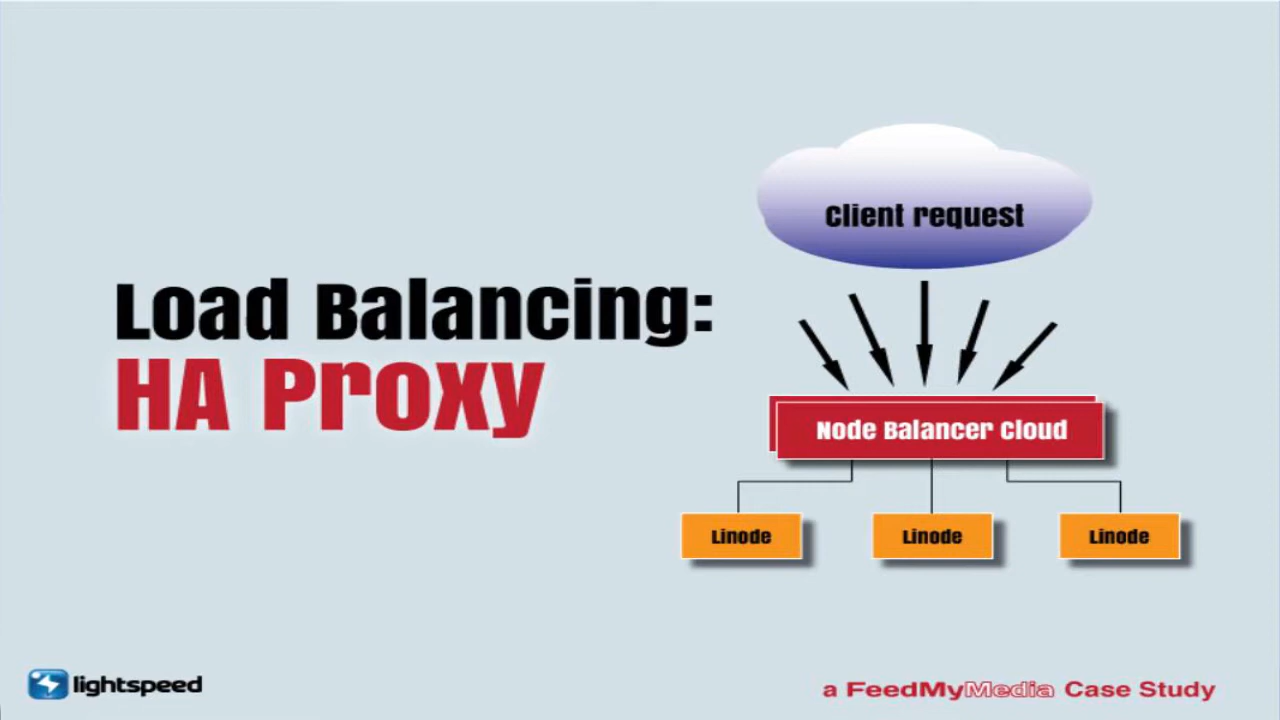 Load Balancing:
HA Proxy
Client request
Node Balancer Cloud
Linode
Linode
Linode
lightspeed
a FeedMyMedia Case Study